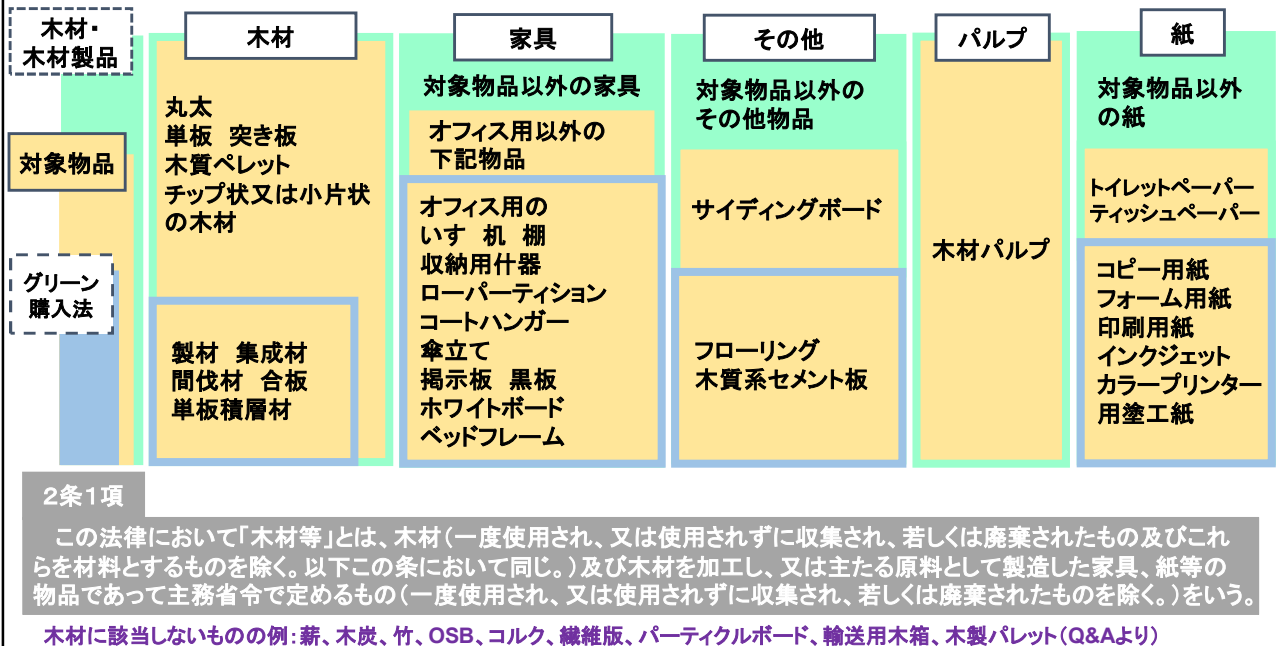 木材・
木材製品
対象物品
グリーン
購入法
木材
丸太
単板　突き板
木質ペレット
チップ状又は小片状
の木材
製材　集成材
間伐材　合板
単板積層材
家具
対象物品以外の家具
オフィス用以外の
下記物品
オフィス用の
いす　机　棚
収納用什器
ローパーティション
コートハンガー
傘立て
掲示板　黒板
ホワイトボード
ベッドフレーム
その他
対象物品以外の
その他物品
サイディングボード
フローリング
木質系セメント板
パルプ
木材パルプ
紙
対象物品以外
の紙
トイレットペーパー
ティッシュペーパー
コピー用紙
フォーム用紙
印刷用紙
インクジェット
カラープリンター
用塗工紙
２条１項
この法律において「木材等」とは、木材（一度使用され、又は使用されずに収集され、若しくは廃棄されたもの及びこれ
らを材料とするものを除く。以下この条において同じ。）及び木材を加工し、又は主たる原料として製造した家具、紙等の
物品であって主務省令で定めるもの（一度使用され、又は使用されずに収集され、若しくは廃棄されたものを除く。）をいう。
木材に該当しないものの例：薪、木炭、竹、OSB、コルク、繊維版、パーティクルボード、輸送用木箱、木製パレット（Q&Aより）